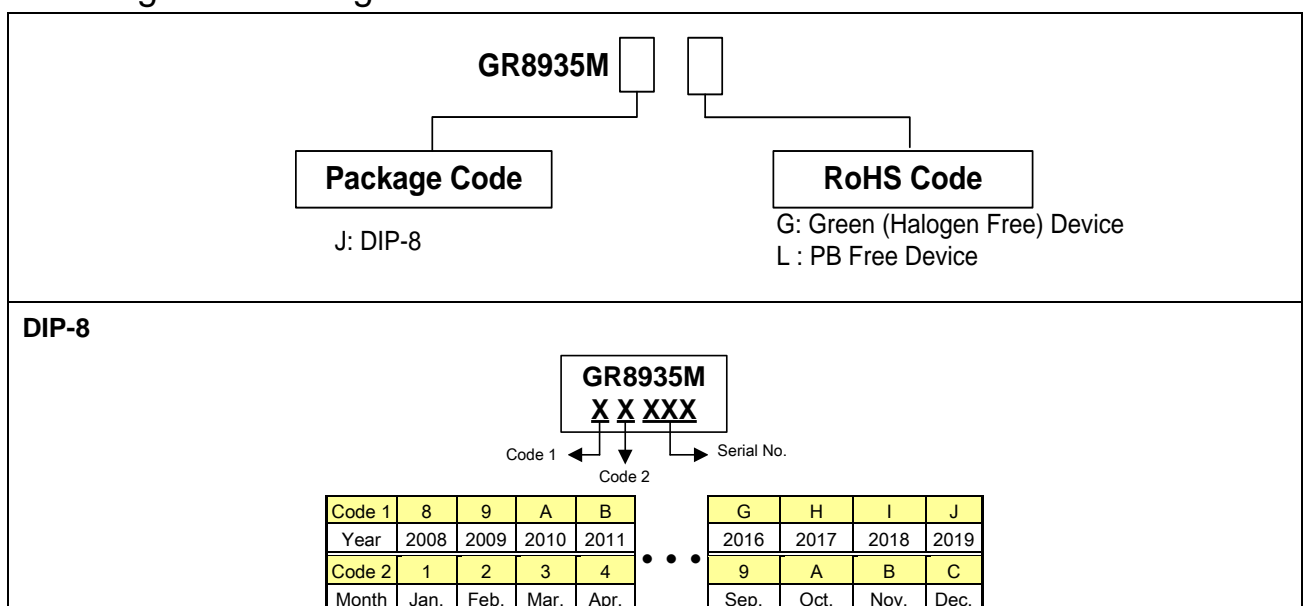 GR8935M
Package Code
RoHS Code
J: DIP-8
G: Green (Halogen Free) Device
L : PB Free Device
DIP-8
GR8935M
X X XXX
Code 1
Serial No.
Code 2
Code 1 8 9 A B G H I J
Year 2008 2009 2010 2011 • • • 2016 2017 2018 2019
Code 2 1 2 3 4 9 A B C
Month Jan. Feb. Mar. Apr. Sep. Oct. Nov. Dec.